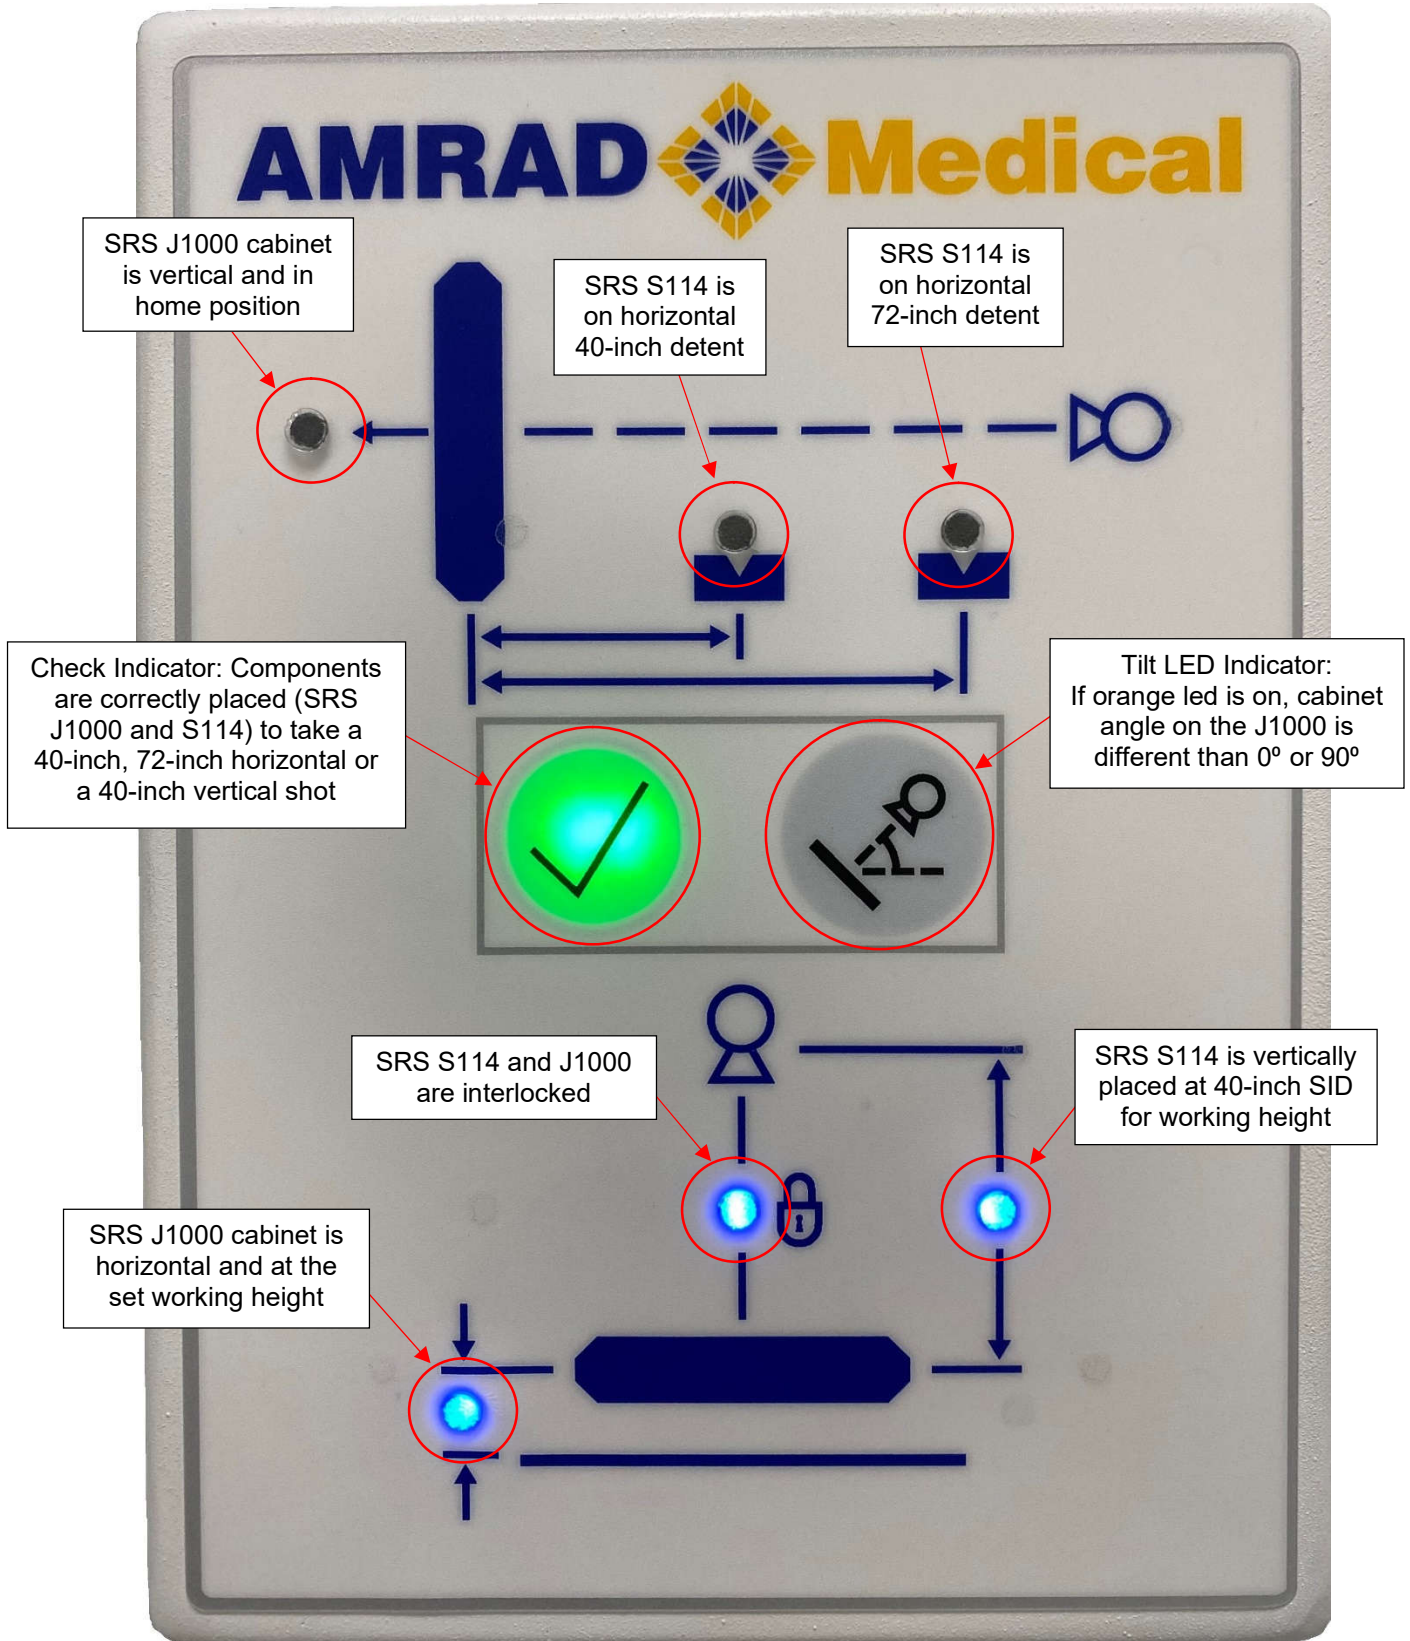 AMRAD Medical
SRS J1000 cabinet
is vertical and in
home position
SRS S114 is
on horizontal
40-inch detent
SRS S114 is
on horizontal
72-inch detent
Check Indicator: Components
are correctly placed (SRS
J1000 and S114) to take a
40-inch, 72-inch horizontal or
a 40-inch vertical shot
Tilt LED Indicator:
If orange led is on, cabinet
angle on the J1000 is
different than 0º or 90º
SRS S114 and J1000
are interlocked
SRS S114 is vertically
placed at 40-inch SID
for working height
SRS J1000 cabinet is
horizontal and at the
set working height